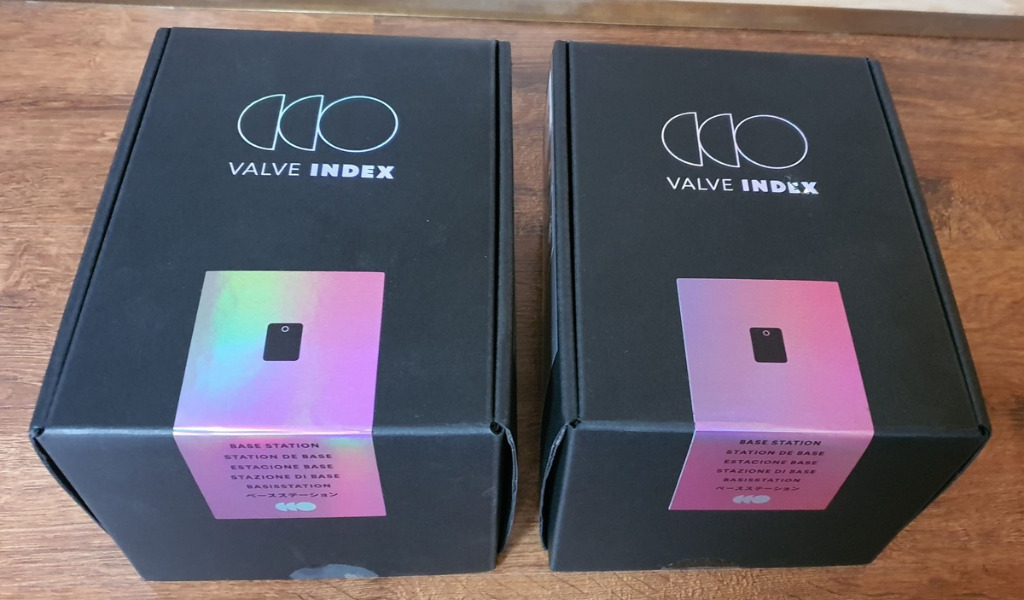 VALVE INDEX
BASE STATION
STATION DE BASE
ESTACIONE BASE
STAZIONE DI BASE
BASISSTATION
ベースステーション
VALVE INDEX
BASE STATION
STATION DE BASE
ESTACIONE BASE
STAZIONE DI BASE
BASISSTATION
ベースステーション